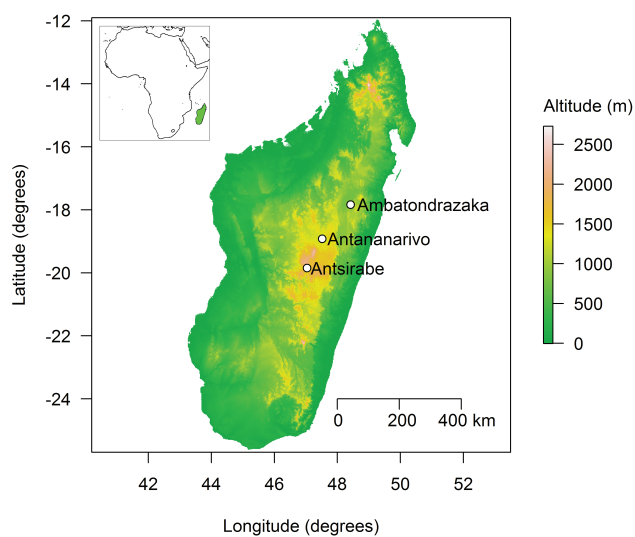 -12
-14
-16
-18
-20
-22
-24
Latitude (degrees)
Ambatondrazaka
Antananarivo
Antsirabe
0 200 400 km
42 44 46 48 50 52
Longitude (degrees)
Altitude (m)
2500
2000
1500
1000
500
0